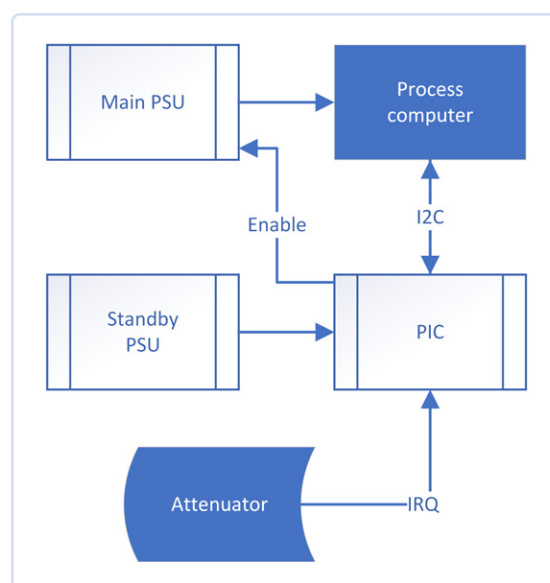 Main PSU
Process
computer
Enable
I2C
Standby
PSU
PIC
Attenuator
IRQ